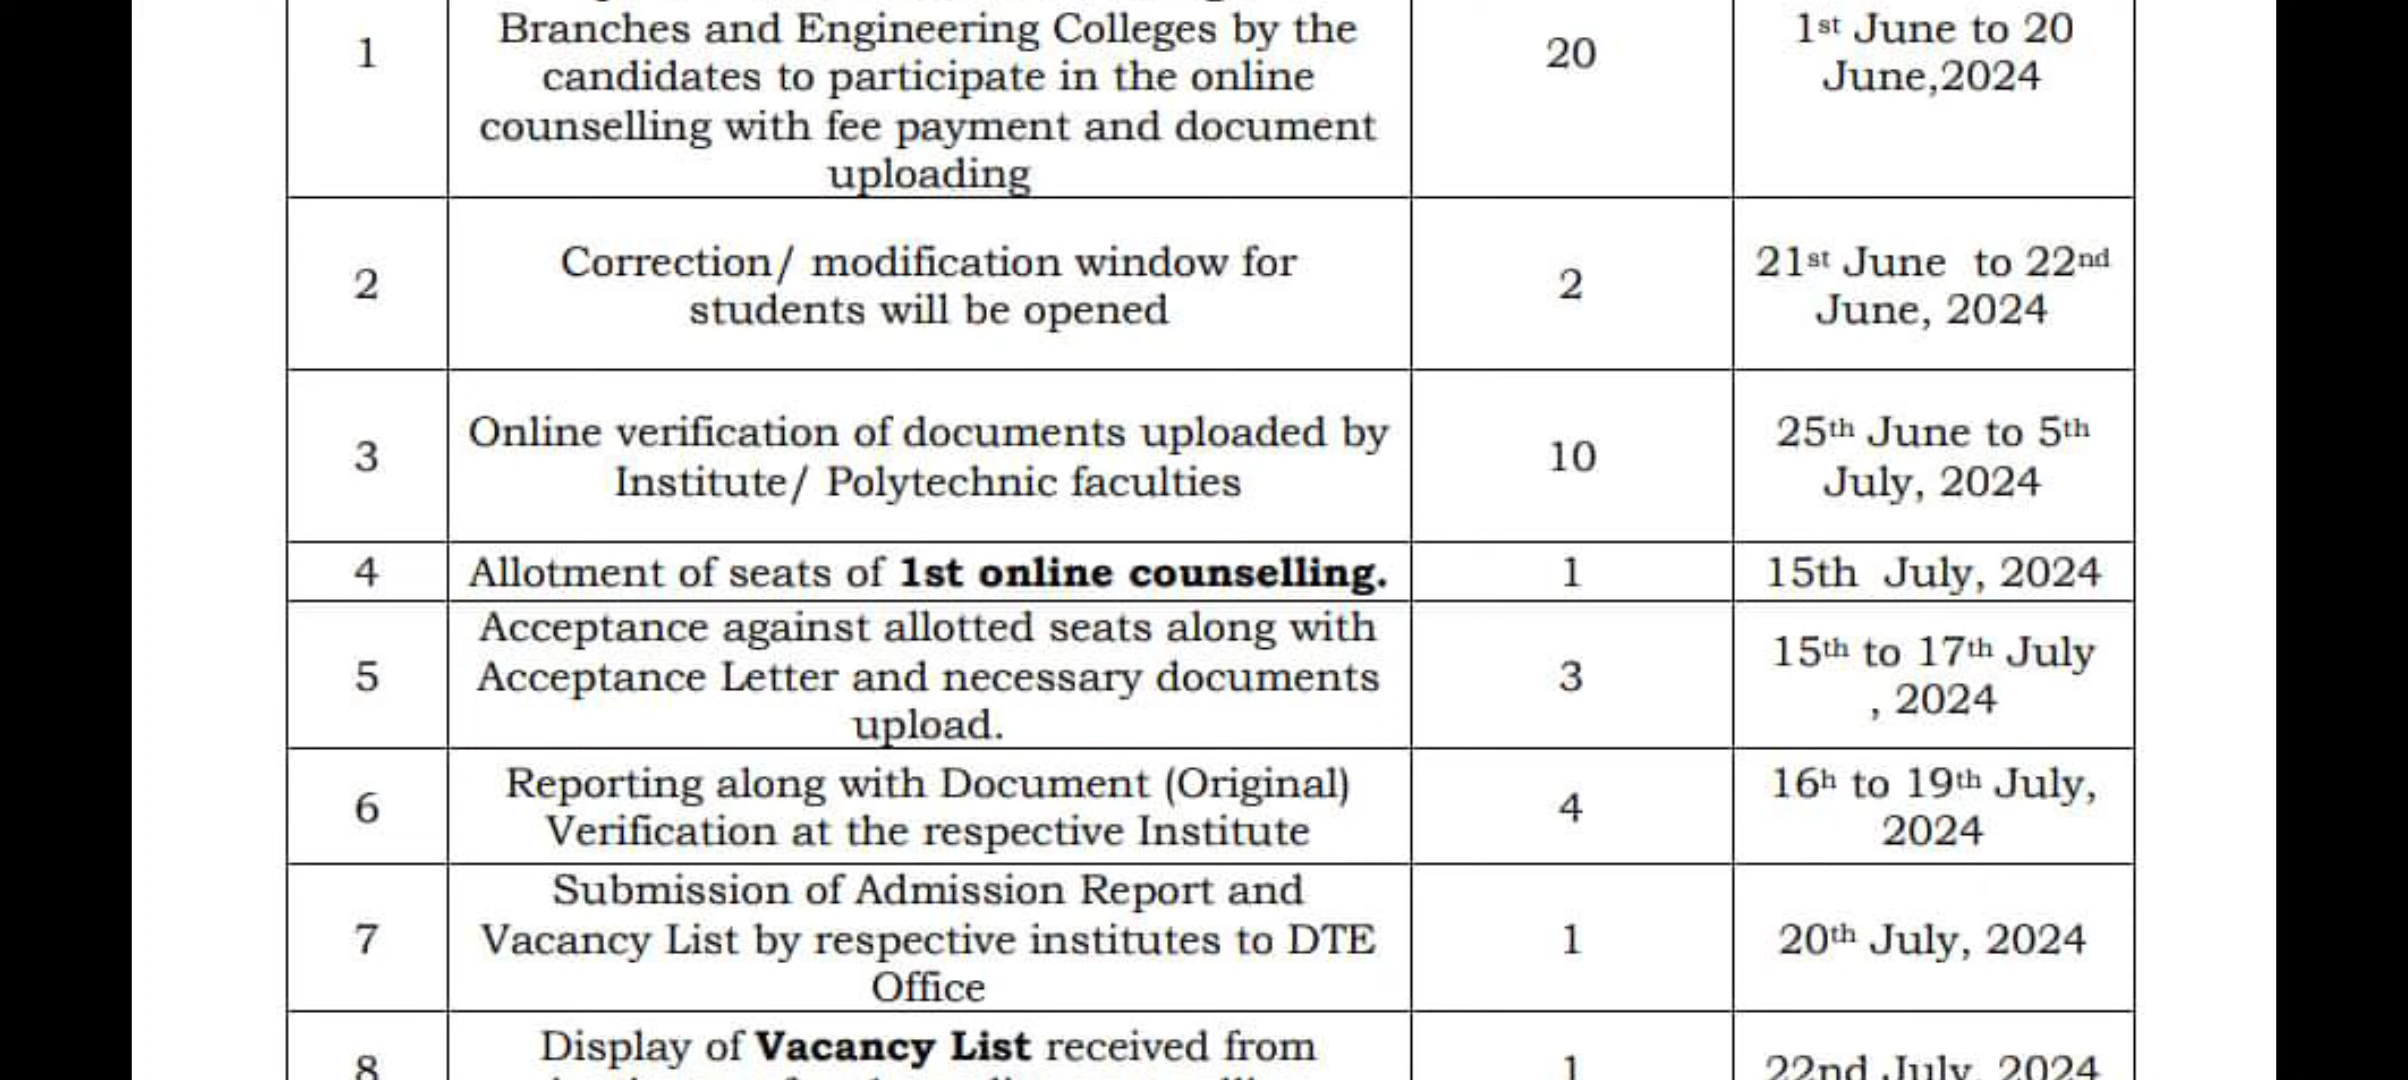 1
Branches and Engineering Colleges by the
candidates to participate in the online
counselling with fee payment and document
uploading
20
1st June to 20
June,2024
2
Correction/ modification window for
students will be opened
2
21st June to 22nd
June, 2024
3
Online verification of documents uploaded by
Institute/ Polytechnic faculties
10
25th June to 5th
July, 2024
4
Allotment of seats of 1st online counselling.
1
15th July, 2024
5
Acceptance against allotted seats along with
Acceptance Letter and necessary documents
upload.
3
15th to 17th July
, 2024
6
Reporting along with Document (Original)
Verification at the respective Institute
4
16h to 19th July,
2024
7
Submission of Admission Report and
Vacancy List by respective institutes to DTE
Office
1
20th July, 2024
8
Display of Vacancy List received from
1
22nd July, 2024